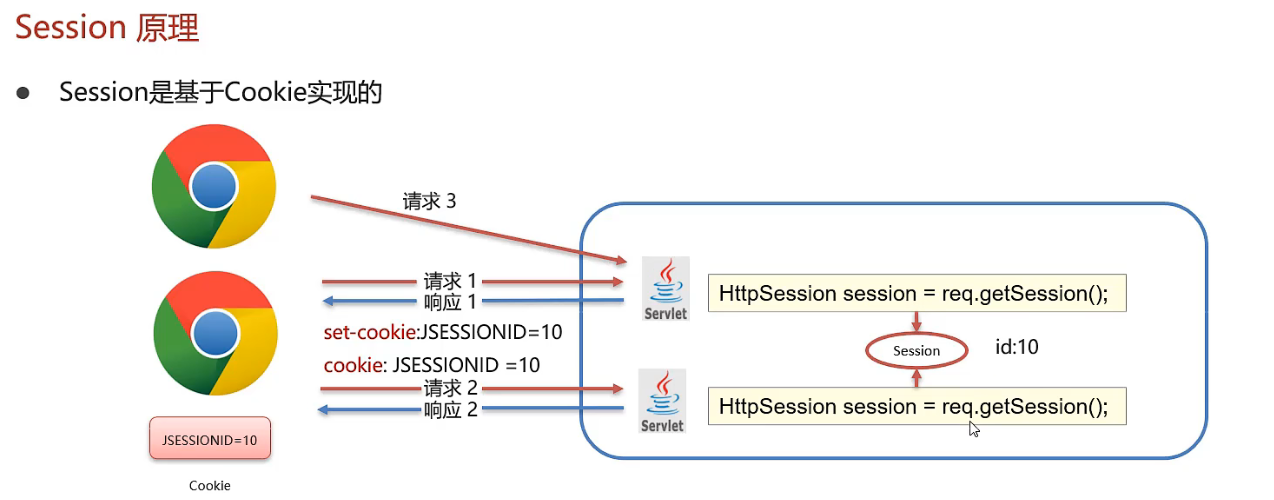 Session 原理
● Session是基于Cookie实现的
请求 3
请求 1
响应 1
set-cookie:JSESSIONID=10
cookie: JSESSIONID =10
请求 2
响应 2
JSESSIONID=10
Cookie
Servlet
HttpSession session = req.getSession();
Session
id:10
Servlet
HttpSession session = req.getSession();